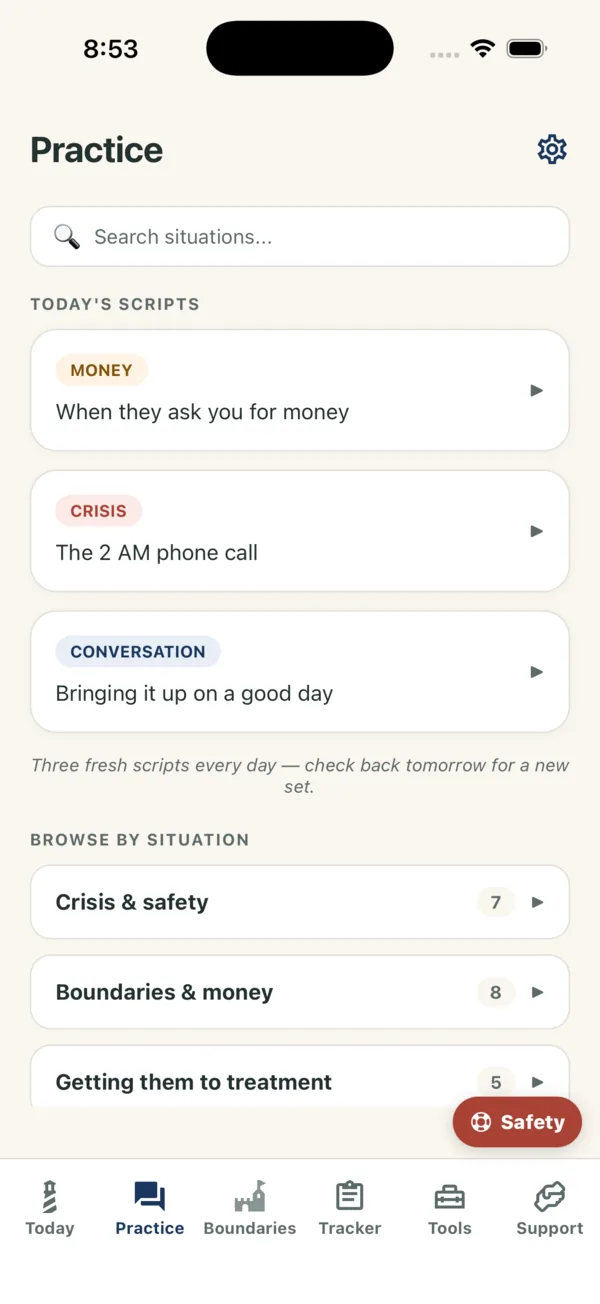 8:53
Practice
Search situations...
TODAY'S SCRIPTS
MONEY
When they ask you for money
CRISIS
The 2 AM phone call
CONVERSATION
Bringing it up on a good day
Three fresh scripts every day — check back tomorrow for a new
set.
BROWSE BY SITUATION
Crisis & safety 7
Boundaries & money 8
Getting them to treatment 5
Safety
Today Practice Boundaries Tracker Tools Support